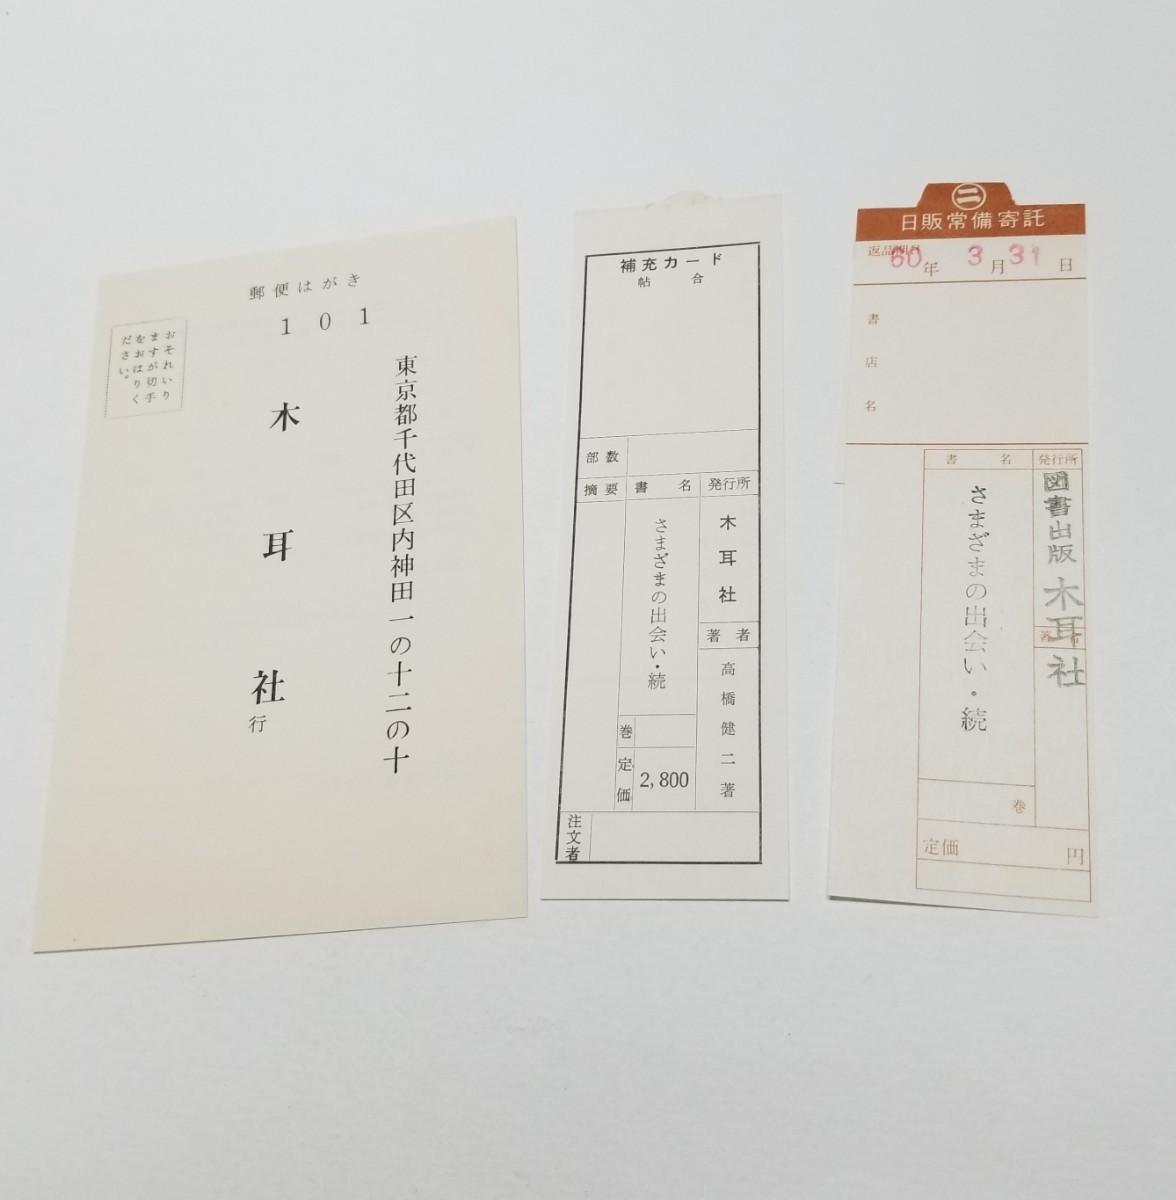 郵便はがき
101
東京都千代田区内神田一の十二の十
木耳社行
おそれいり
ますが切手
をおはりく
ださい。
補充カード
帖合
部数
摘要
書名
発行所
さまざまの出会い・続
木耳社
著者
高橋健二著
巻
定価
2,800
注文者
㊁
日販常備寄託
返品期日
60年3月31日
書店名
書名
発行所
さまざまの出会い・続
図書出版木耳社
著者
巻
定価
円